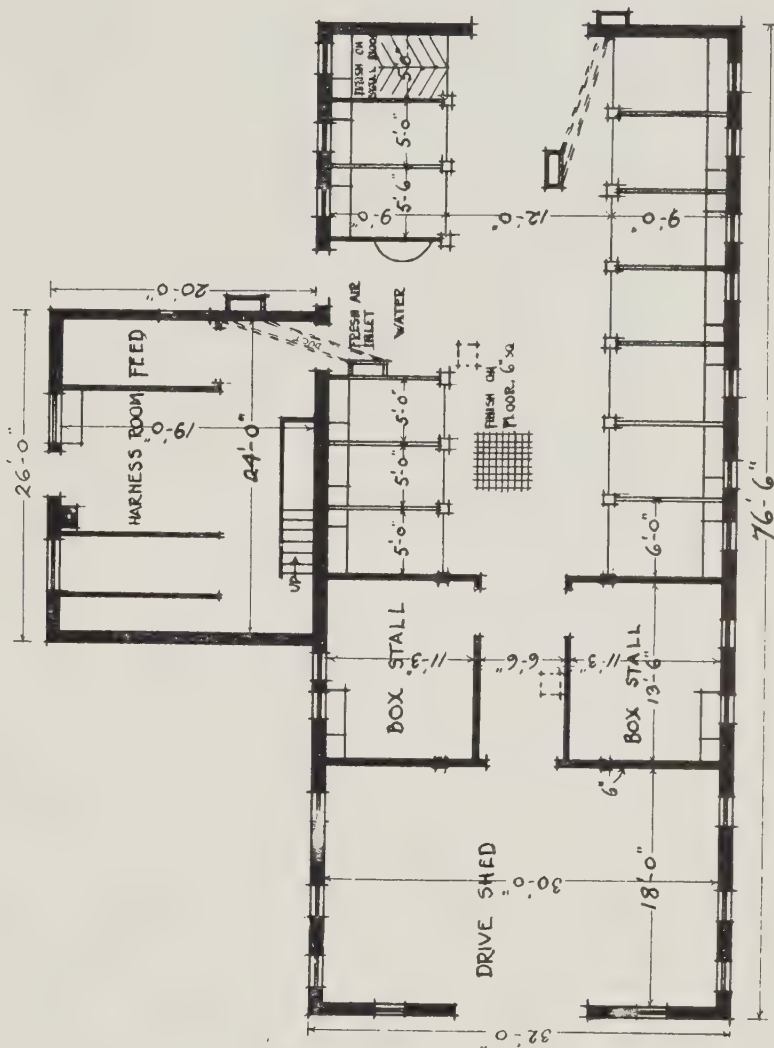 26'-0"
20'-0"
HARNESS ROOM
FEED
19'-0"
24'-0"
UP
FRESH AIR
INLET
WATER
FINISH ON
STALL FLOOR
5'-0"
5'-0"
5'-6"
9'-0"
12'-0"
9'-0"
5'-0"
5'-0"
5'-0"
FINISH ON
FLOOR. 6" SQ
6'-0"
BOX STALL
11'-3"
6'-6"
11'-3"
BOX STALL
13'-6"
6"
DRIVE SHED
30'-0"
18'-0"
32'-0"
76'-6"